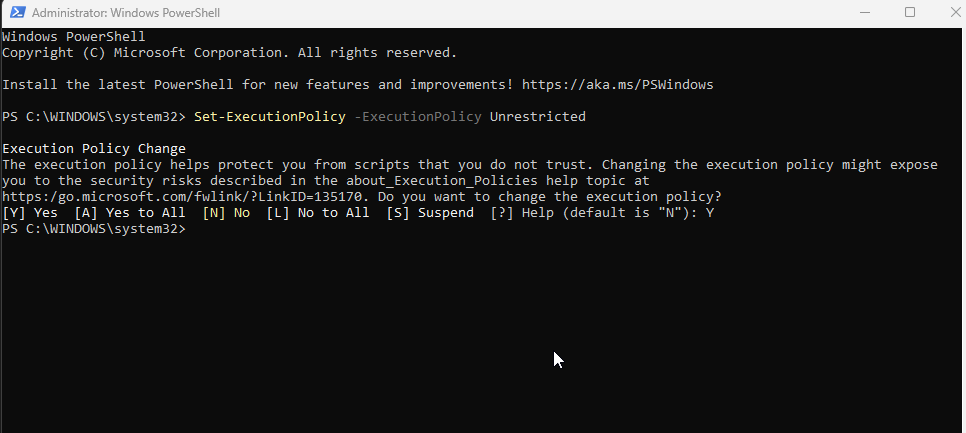 Administrator: Windows PowerShell
Windows PowerShell
Copyright (C) Microsoft Corporation. All rights reserved.
Install the latest PowerShell for new features and improvements! https://aka.ms/PSWindows
PS C:\WINDOWS\system32> Set-ExecutionPolicy -ExecutionPolicy Unrestricted
Execution Policy Change
The execution policy helps protect you from scripts that you do not trust. Changing the execution policy might expose
you to the security risks described in the about_Execution_Policies help topic at
https:/go.microsoft.com/fwlink/?LinkID=135170. Do you want to change the execution policy?
[Y] Yes  [A] Yes to All  [N] No  [L] No to All  [S] Suspend  [?] Help (default is "N"): Y
PS C:\WINDOWS\system32>